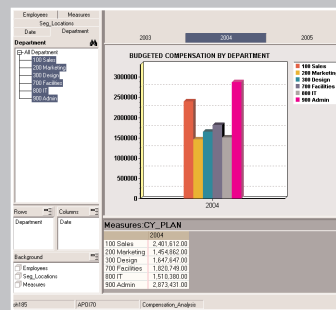 Employees Measures
Seg_Locations
Date Department
Department
All Department
100 Sales
200 Marketing
300 Design
700 Facilities
800 IT
900 Admin
2003 2004 2005
BUDGETED COMPENSATION BY DEPARTMENT
3000000
2500000
2000000
1500000
1000000
500000
0
2004
100 Sales
200 Marketing
300 Design
700 Facilities
800 IT
900 Admin
Rows Columns
Department Date
Background
Employees
Seg_Locations
Measures
Measures:CY_PLAN
2004
100 Sales 2,401,612.00
200 Marketing 1,454,862.00
300 Design 1,647,647.00
700 Facilities 1,820,749.00
800 IT 1,510,380.00
900 Admin 2,873,431.00
sh185 APOI70 Compensation_Analysis